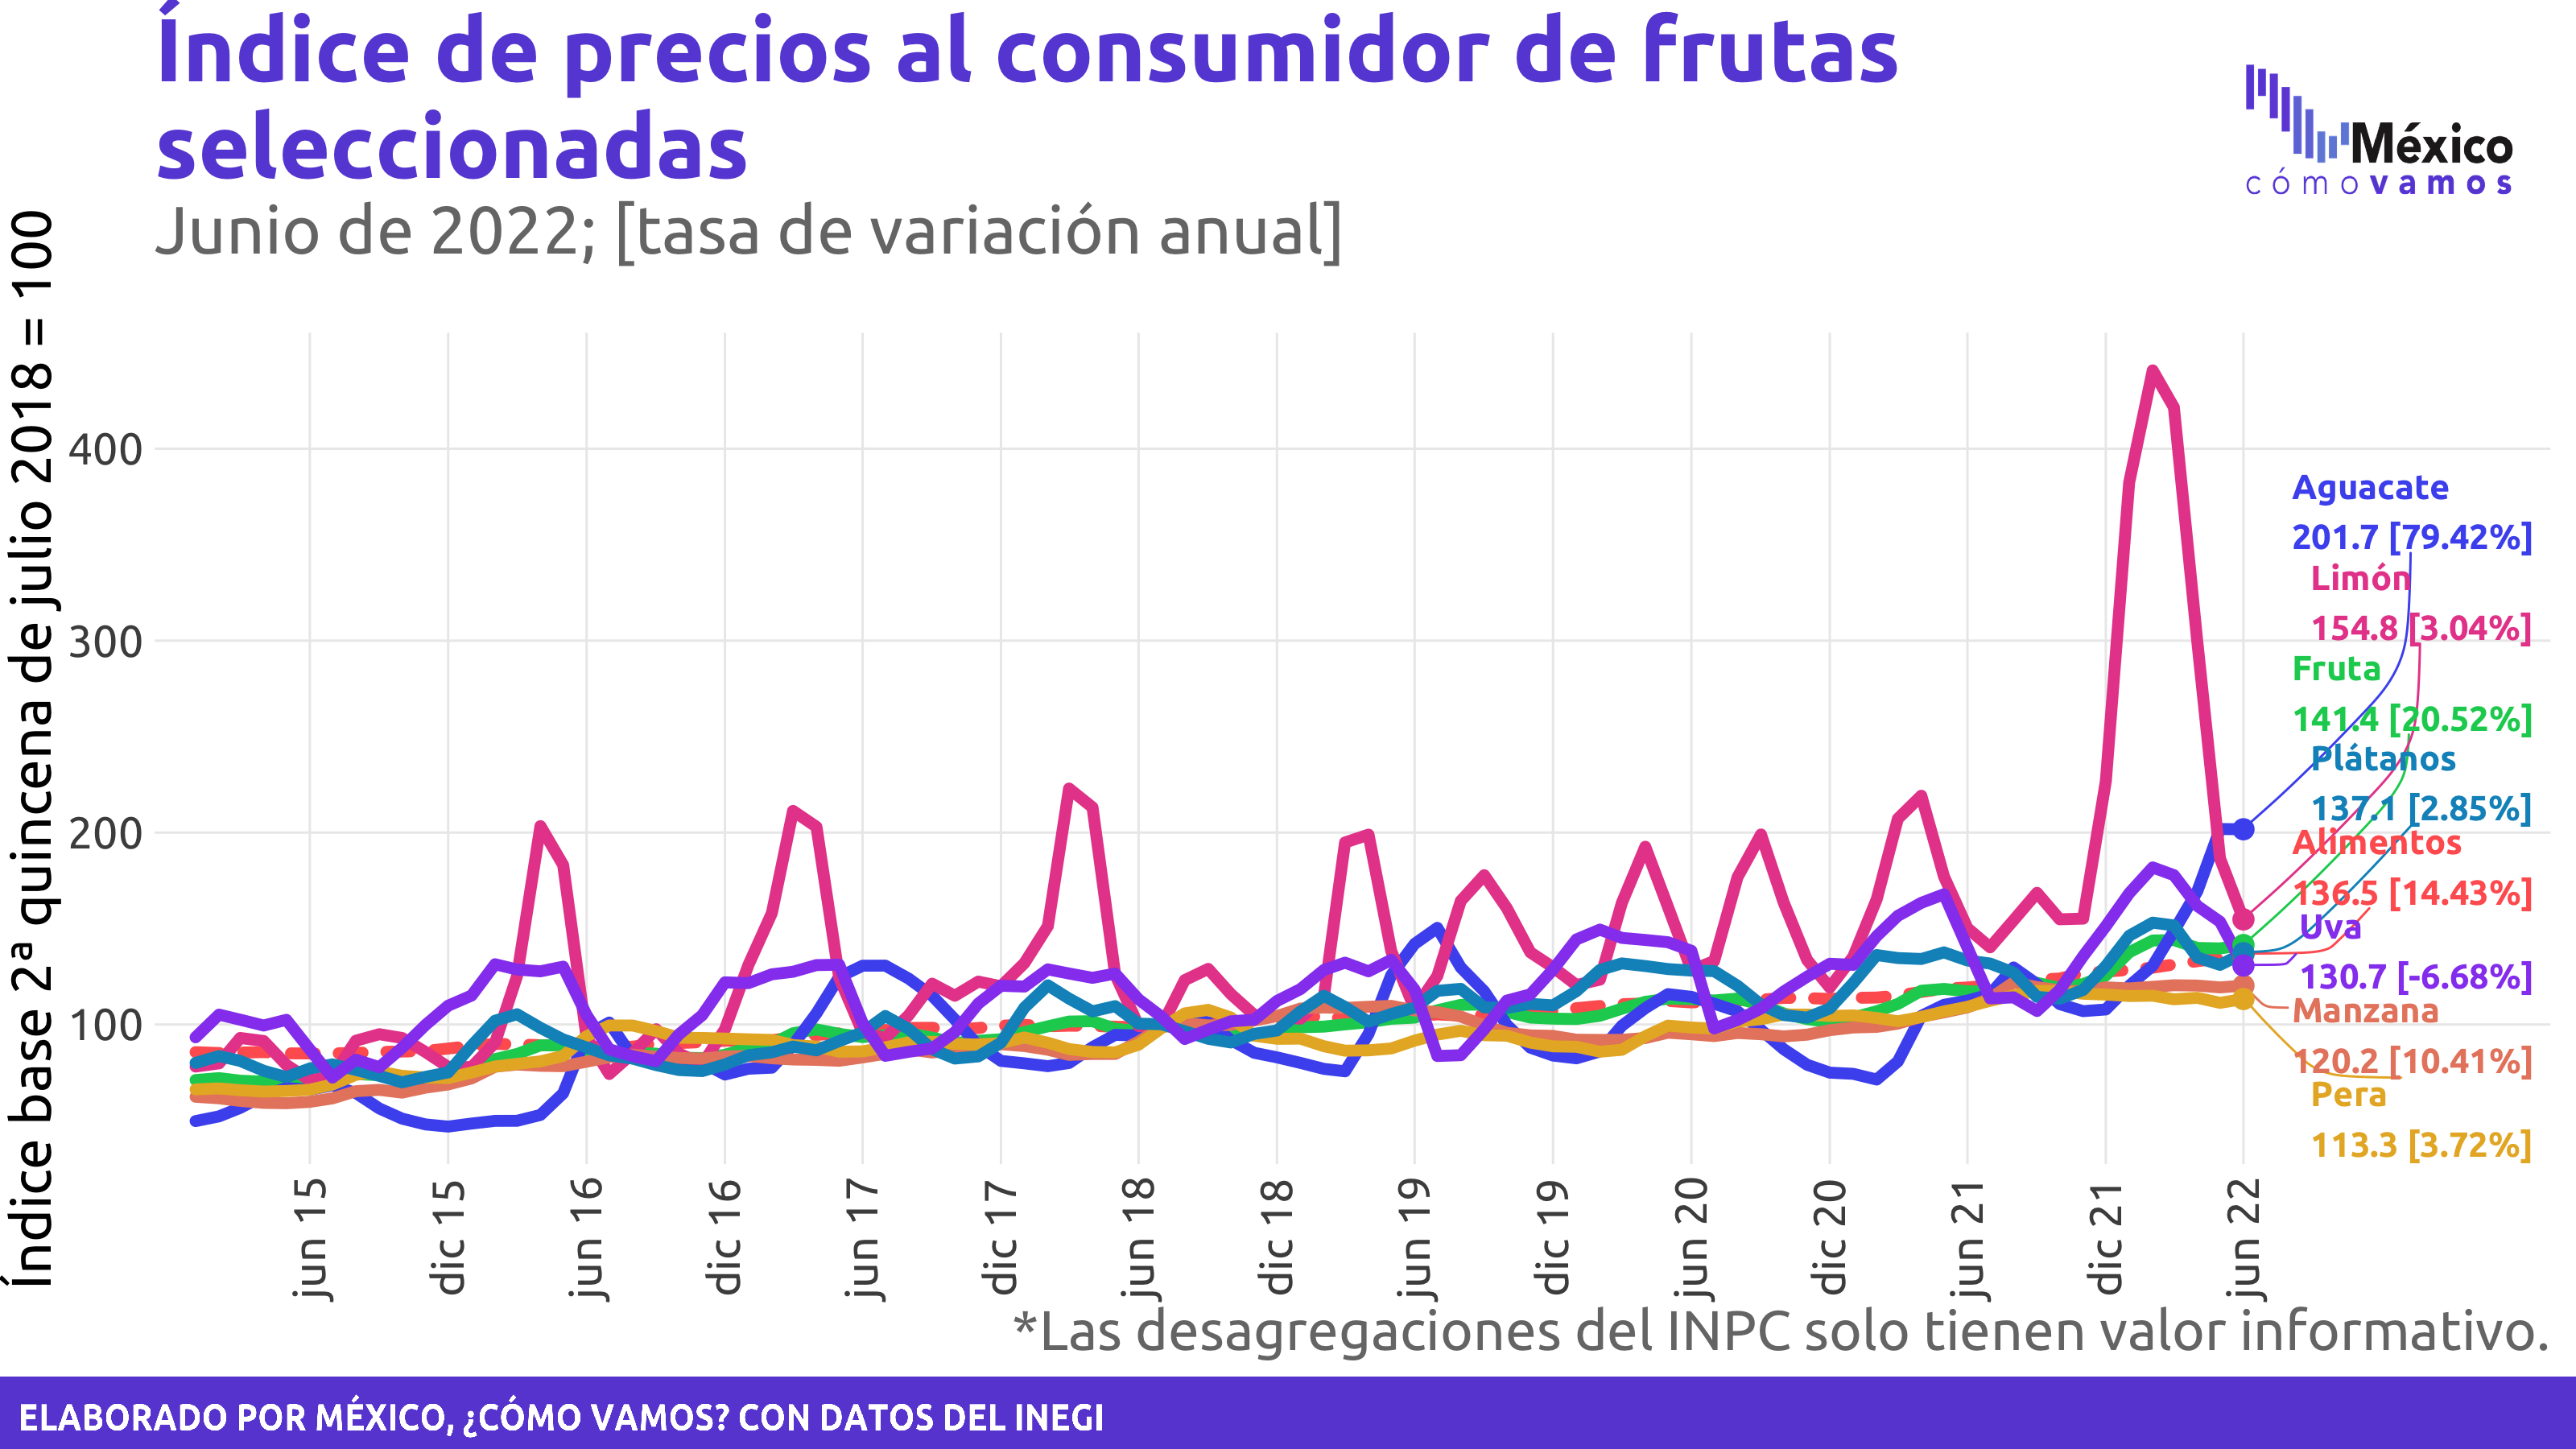 Índice de precios al consumidor de frutas
seleccionadas
Junio de 2022; [tasa de variación anual]
México
cómo vamos
Índice base 2ª quincena de julio 2018 = 100
400
300
200
100
Aguacate
201.7 [79.42%]
Limón
154.8 [3.04%]
Fruta
141.4 [20.52%]
Plátanos
137.1 [2.85%]
Alimentos
136.5 [14.43%]
Uva
130.7 [-6.68%]
Manzana
120.2 [10.41%]
Pera
113.3 [3.72%]
jun 15
dic 15
jun 16
dic 16
jun 17
dic 17
jun 18
dic 18
jun 19
dic 19
jun 20
dic 20
jun 21
dic 21
jun 22
*Las desagregaciones del INPC solo tienen valor informativo.
ELABORADO POR MÉXICO, ¿CÓMO VAMOS? CON DATOS DEL INEGI